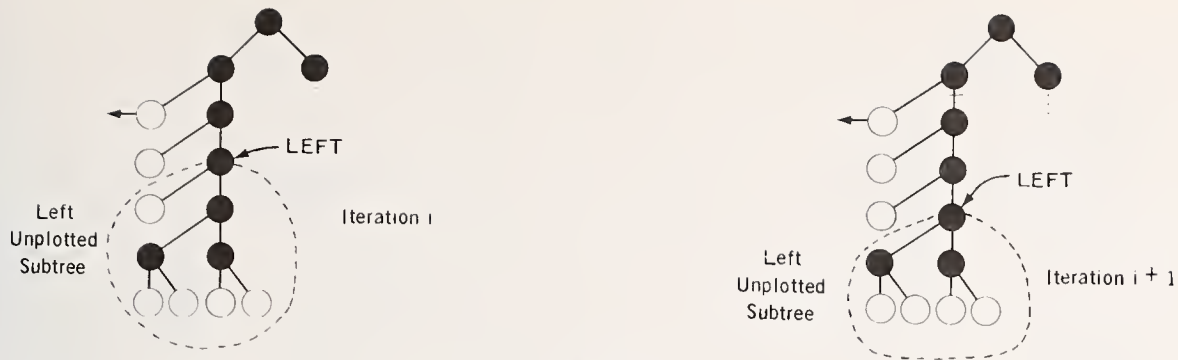 LEFT
Left
Unplotted
Subtree
Iteration i
LEFT
Left
Unplotted
Subtree
Iteration i + 1